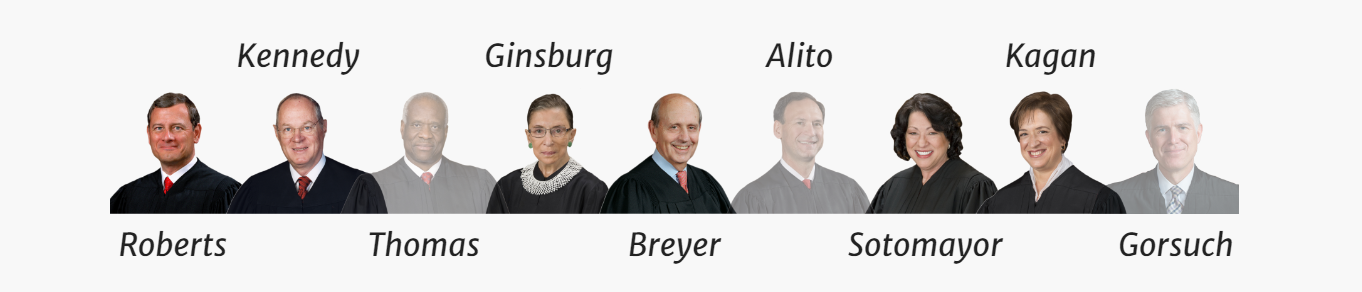 Kennedy Ginsburg Alito Kagan
Roberts Thomas Breyer Sotomayor Gorsuch